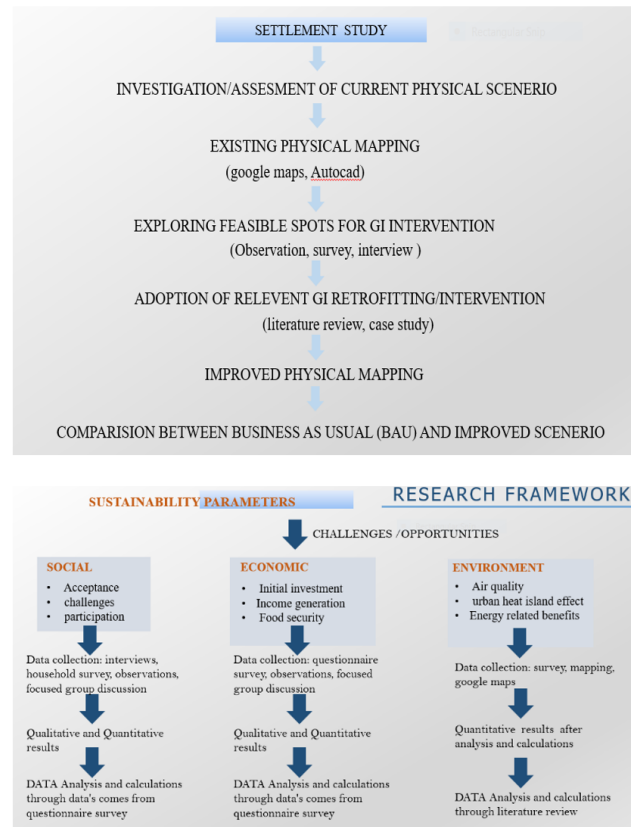 SETTLEMENT STUDY
INVESTIGATION/ASSESMENT OF CURRENT PHYSICAL SCENERIO
EXISTING PHYSICAL MAPPING
(google maps, Autocad)
EXPLORING FEASIBLE SPOTS FOR GI INTERVENTION
(Observation, survey, interview )
ADOPTION OF RELEVENT GI RETROFITTING/INTERVENTION
(literature review, case study)
IMPROVED PHYSICAL MAPPING
COMPARISION BETWEEN BUSINESS AS USUAL (BAU) AND IMPROVED SCENERIO
RESEARCH FRAMEWORK
SUSTAINABILITY PARAMETERS
CHALLENGES /OPPORTUNITIES
SOCIAL
• Acceptance
• challenges
• participation
Data collection: interviews,
household survey, observations,
focused group discussion
Qualitative and Quantitative
results
DATA Analysis and calculations
through data's comes from
questionnaire survey
ECONOMIC
• Initial investment
• Income generation
• Food security
Data collection: questionnaire
survey, observations, focused
group discussion
Qualitative and Quantitative
results
DATA Analysis and calculations
through data's comes from
questionnaire survey
ENVIRONMENT
• Air quality
• urban heat island effect
• Energy related benefits
Data collection: survey, mapping,
google maps
Quantitative results after
analysis and calculations
DATA Analysis and calculations
through literature review